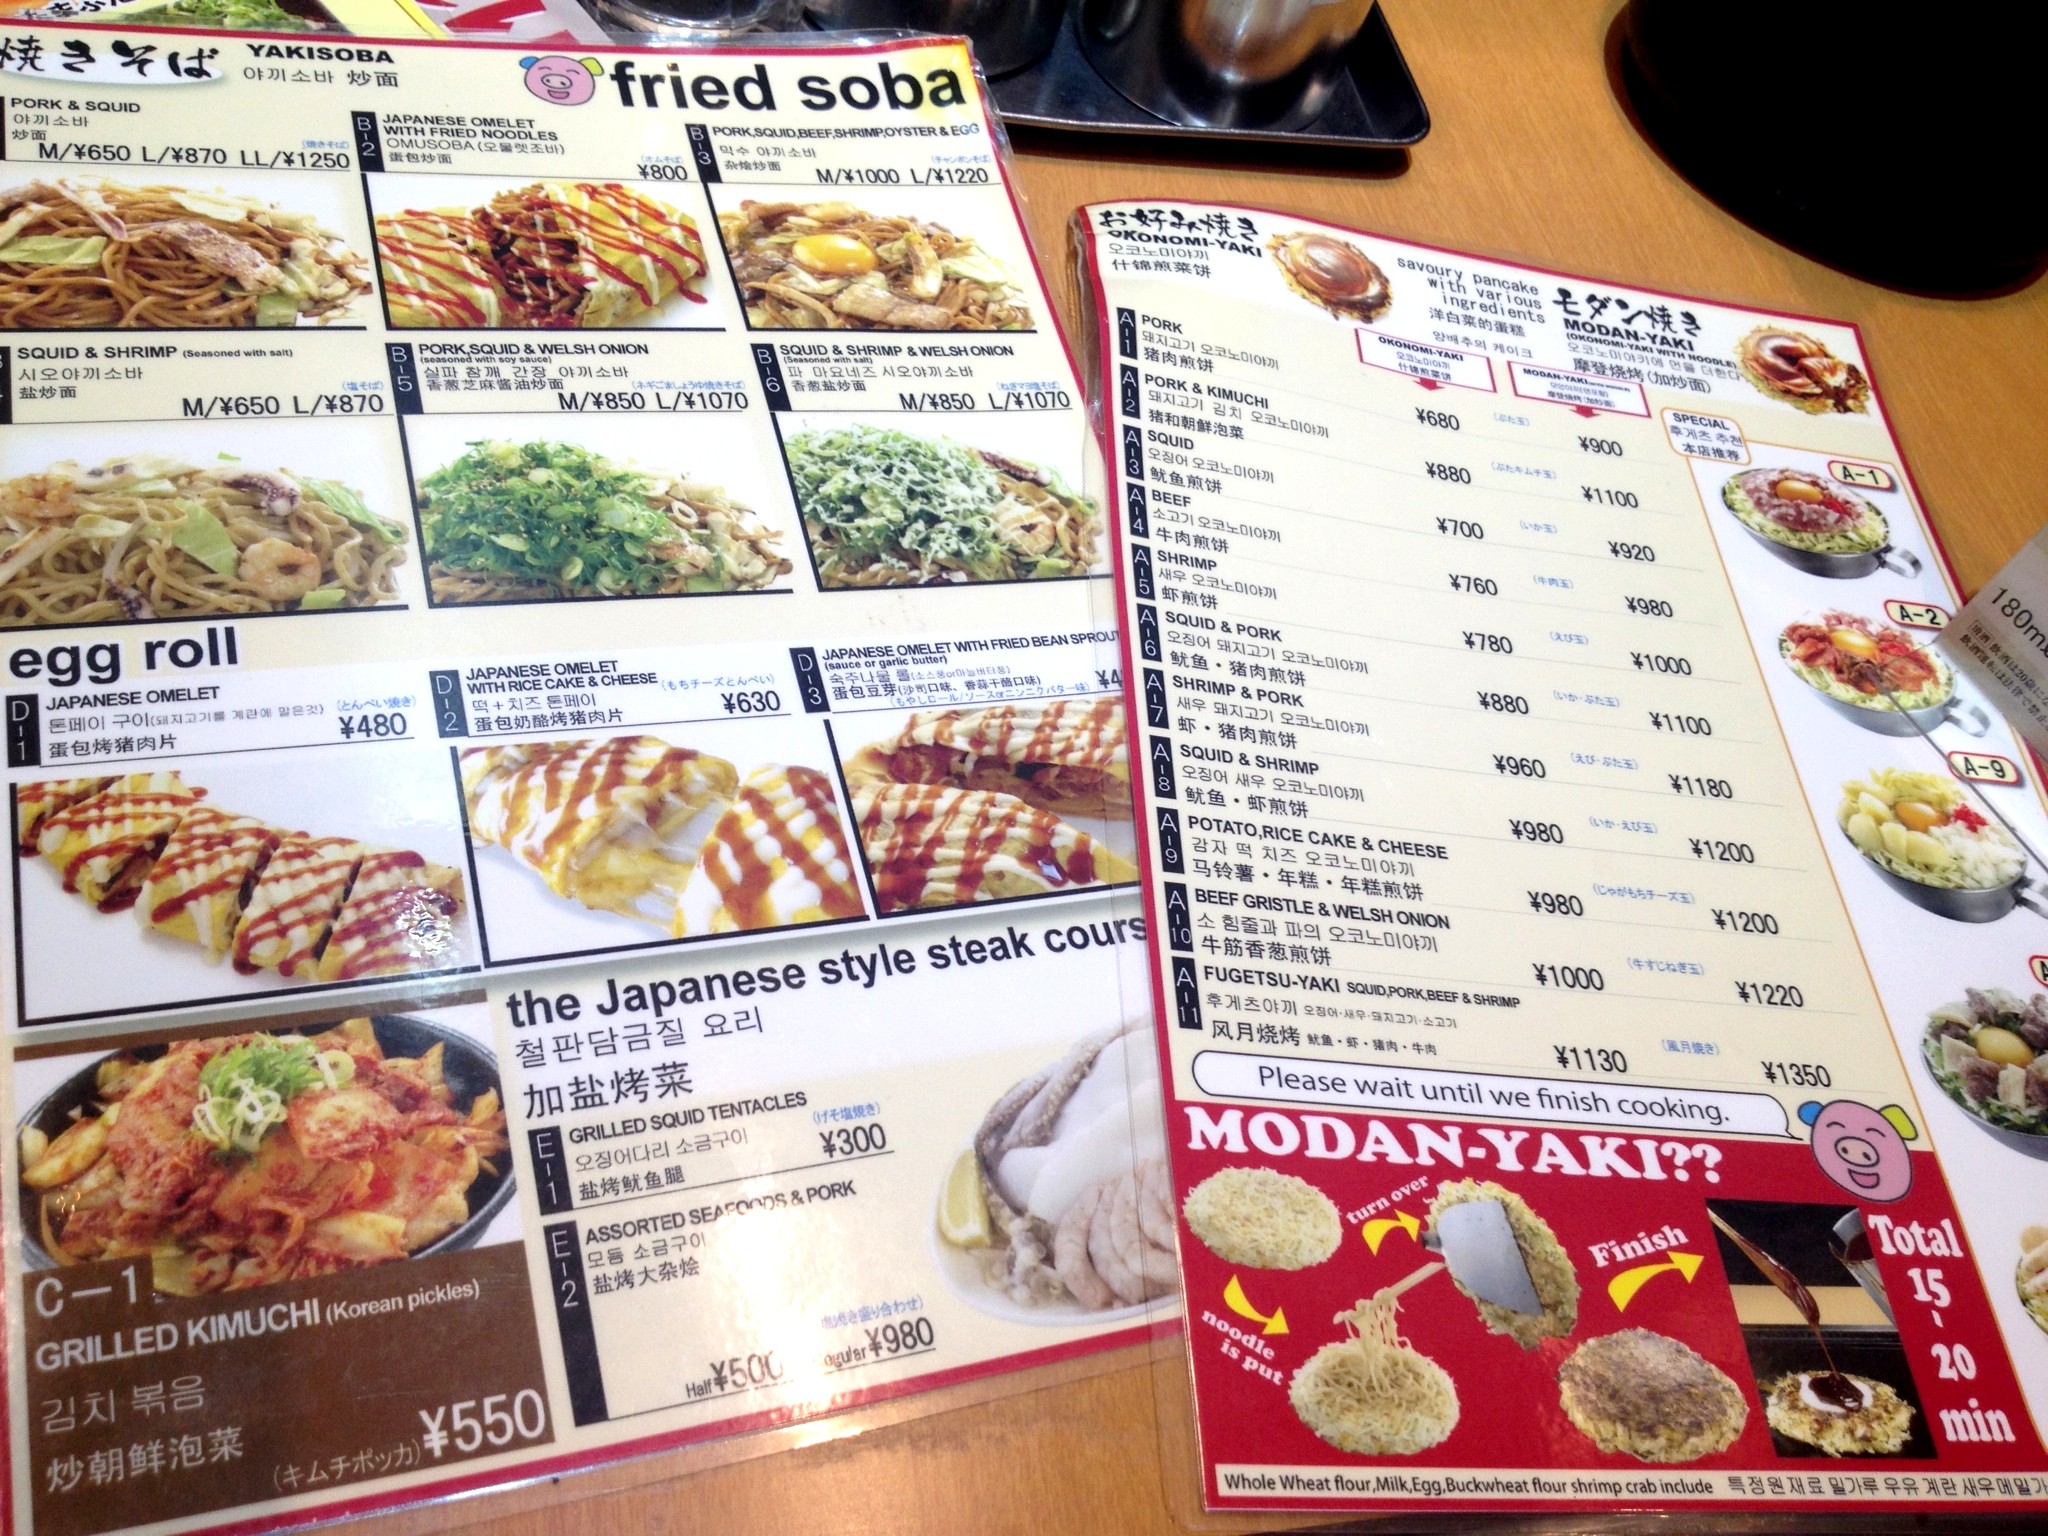 焼きそば
YAKISOBA
야끼소바 炒面
fried soba
PORK & SQUID
야끼소바
炒面
(焼きそば)
M/¥650 L/¥870 LL/¥1250
B-2
JAPANESE OMELET
WITH FRIED NOODLES
OMUSOBA (오믈렛조바)
蛋包炒面
(オムそば)
¥800
B-3
PORK,SQUID,BEEF,SHRIMP,OYSTER & EGG
믹수 야끼소바
杂烩炒面
(チャンポンそば)
M/¥1000 L/¥1220
SQUID & SHRIMP (Seasoned with salt)
시오야끼소바
盐炒面
(塩そば)
M/¥650 L/¥870
B-5
PORK,SQUID & WELSH ONION
(seasoned with soy sauce)
실파 참깨 간장 야끼소바
香葱芝麻酱油炒面
(ネギごましょうゆ焼きそば)
M/¥850 L/¥1070
B-6
SQUID & SHRIMP & WELSH ONION
(Seasoned with salt)
파 마요네즈 시오야끼소바
香葱盐炒面
(ねぎマヨ塩そば)
M/¥850 L/¥1070
egg roll
D-1
JAPANESE OMELET
돈페이 구이(돼지고기를 계란에 말은것)
蛋包烤猪肉片
(とんぺい焼き)
¥480
D-2
JAPANESE OMELET
WITH RICE CAKE & CHEESE
떡+치즈 돈페이
蛋包奶酪烤猪肉片
(もちチーズとんぺい)
¥630
D-3
JAPANESE OMELET WITH FRIED BEAN SPROUT
(sauce or garlic butter)
숙주나물 롤(소스풍or마늘버터풍)
蛋包豆芽(沙司口味、香蒜干酪口味)
(もやしロール/ソースorニンニクバター味)
C-1
GRILLED KIMUCHI (Korean pickles)
김치 볶음
炒朝鲜泡菜
(キムチポッカ)
¥550
the Japanese style steak cours
철판담금질 요리
加盐烤菜
E-1
GRILLED SQUID TENTACLES
오징어다리 소금구이
盐烤鱿鱼腿
(げそ塩焼き)
¥300
E-2
ASSORTED SEAFOODS & PORK
모듬 소금구이
盐烤大杂烩
焼き盛り合わせ)
Half¥500
¥980
お好み焼き
OKONOMI-YAKI
오코노미야끼
什錦煎菜饼
savoury pancake
with various
ingredients
洋白菜的蛋糕
양배추의 케이크
モダン焼き
MODAN-YAKI
(OKONOMI-YAKI WITH NOODLE)
오코노미야키에 면을 더한다
摩登烧烤(加炒面)
OKONOMI-YAKI
오코노미야끼
什錦煎菜饼
MODAN-YAKI
摩登烧烤(加炒面)
A-1
PORK
돼지고기 오코노미야끼
猪肉煎饼
¥680
(ぶた玉)
¥900
A-2
PORK & KIMUCHI
돼지고기 김치 오코노미야끼
猪和朝鲜泡菜
¥880
(ぶたキムチ玉)
¥1100
A-3
SQUID
오징어 오코노미야끼
鱿鱼煎饼
¥700
(いか玉)
¥920
A-4
BEEF
소고기 오코노미야끼
牛肉煎饼
¥760
(牛肉玉)
¥980
A-5
SHRIMP
새우 오코노미야끼
虾煎饼
¥780
(えび玉)
¥1000
A-6
SQUID & PORK
오징어 돼지고기 오코노미야끼
鱿鱼・猪肉煎饼
¥880
(いか・ぶた玉)
¥1100
A-7
SHRIMP & PORK
새우 돼지고기 오코노미야끼
虾・猪肉煎饼
¥960
(えび・ぶた玉)
¥1180
A-8
SQUID & SHRIMP
오징어 새우 오코노미야끼
鱿鱼・虾煎饼
¥980
(いか・えび玉)
¥1200
A-9
POTATO,RICE CAKE & CHEESE
감자 떡 치즈 오코노미야끼
马铃薯・年糕・年糕煎饼
¥980
(じゃがもちチーズ玉)
¥1200
A-10
BEEF GRISTLE & WELSH ONION
소 힘줄과 파의 오코노미야끼
牛筋香葱煎饼
¥1000
(牛すじねぎ玉)
¥1220
A-11
FUGETSU-YAKI SQUID,PORK,BEEF & SHRIMP
후게츠야끼 오징어·새우·돼지고기·소고기
风月烧烤 鱿鱼・虾・猪肉・牛肉
¥1130
(風月焼き)
¥1350
SPECIAL
후게츠 추천
本店推荐
A-1
A-2
A-9
Please wait until we finish cooking.
MODAN-YAKI??
turn over
noodle
is put
Finish
Total
15
~
20
min
Whole Wheat flour,Milk,Egg,Buckwheat flour shrimp crab include 특정원재료 밀가루 우유 계란 새우메밀가
180m